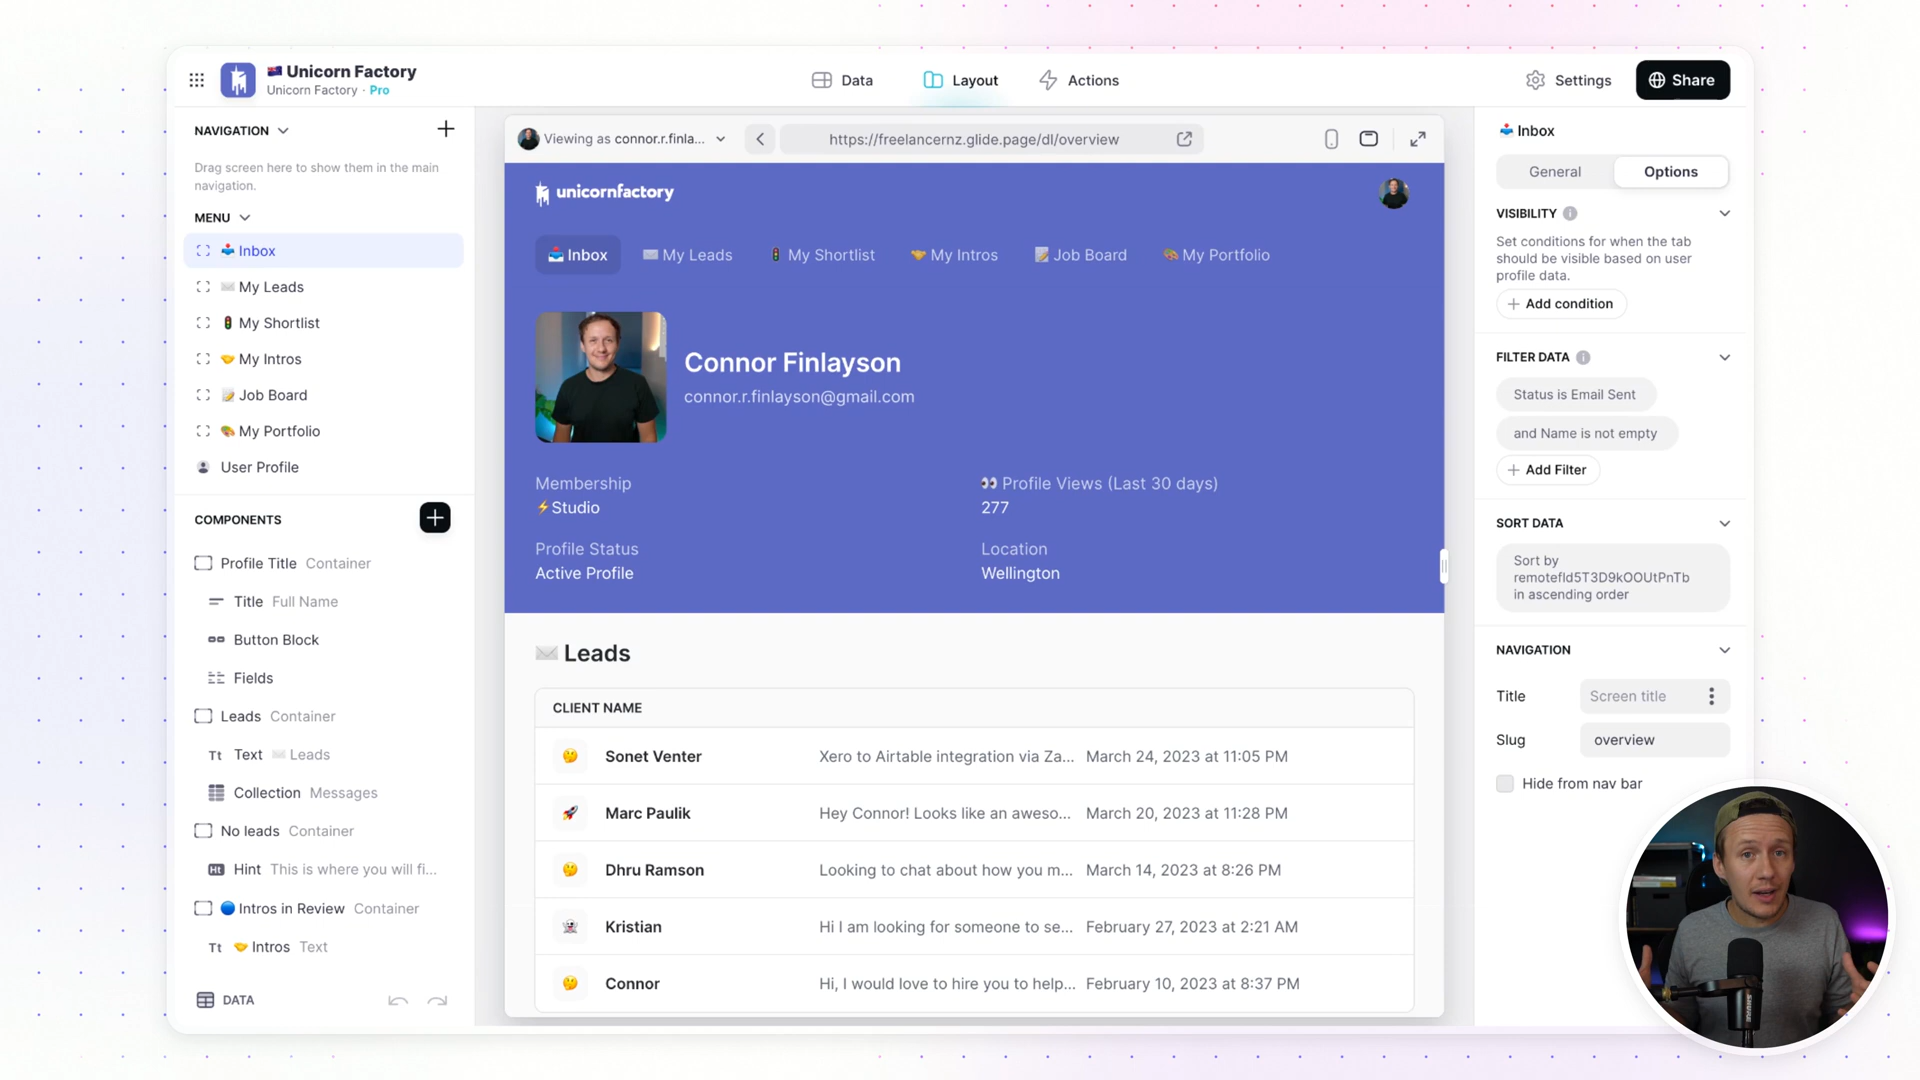 Unicorn Factory
Unicorn Factory · Pro
Data
Layout
Actions
Settings
Share
NAVIGATION
Drag screen here to show them in the main
navigation.
MENU
Inbox
My Leads
My Shortlist
My Intros
Job Board
My Portfolio
User Profile
COMPONENTS
Profile Title Container
Title Full Name
Button Block
Fields
Leads Container
Tt Text Leads
Collection Messages
No leads Container
Ht Hint This is where you will fi...
Intros in Review Container
Tt Intros Text
DATA
Viewing as connor.r.finla...
https://freelancernz.glide.page/dl/overview
unicornfactory
Inbox
My Leads
My Shortlist
My Intros
Job Board
My Portfolio
Connor Finlayson
connor.r.finlayson@gmail.com
Membership
⚡Studio
👀 Profile Views (Last 30 days)
277
Profile Status
Active Profile
Location
Wellington
Leads
CLIENT NAME
Sonet Venter Xero to Airtable integration via Za... March 24, 2023 at 11:05 PM
Marc Paulik Hey Connor! Looks like an aweso... March 20, 2023 at 11:28 PM
Dhru Ramson Looking to chat about how you m... March 14, 2023 at 8:26 PM
Kristian Hi I am looking for someone to se... February 27, 2023 at 2:21 AM
Connor Hi, I would love to hire you to help... February 10, 2023 at 8:37 PM
Inbox
General
Options
VISIBILITY
Set conditions for when the tab
should be visible based on user
profile data.
+ Add condition
FILTER DATA
Status is Email Sent
and Name is not empty
+ Add Filter
SORT DATA
Sort by
remotefld5T3D9kOOUtPnTb
in ascending order
NAVIGATION
Title Screen title
Slug overview
Hide from nav bar
SHURE